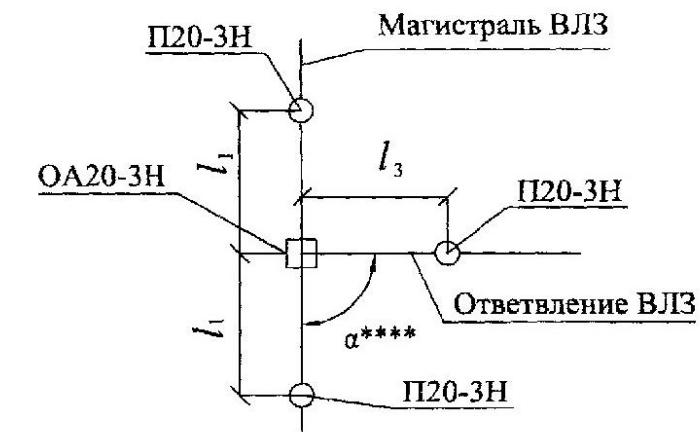 П20-3Н
Магистраль ВЛЗ
l₁
l₃
ОА20-3Н
П20-3Н
Ответвление ВЛЗ
l₁
α****
П20-3Н